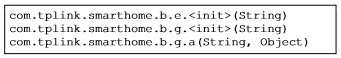 com.tplink.smarthome.b.e.<init>(String)
com.tplink.smarthome.b.g.<init>(String)
com.tplink.smarthome.b.g.a(String, Object)